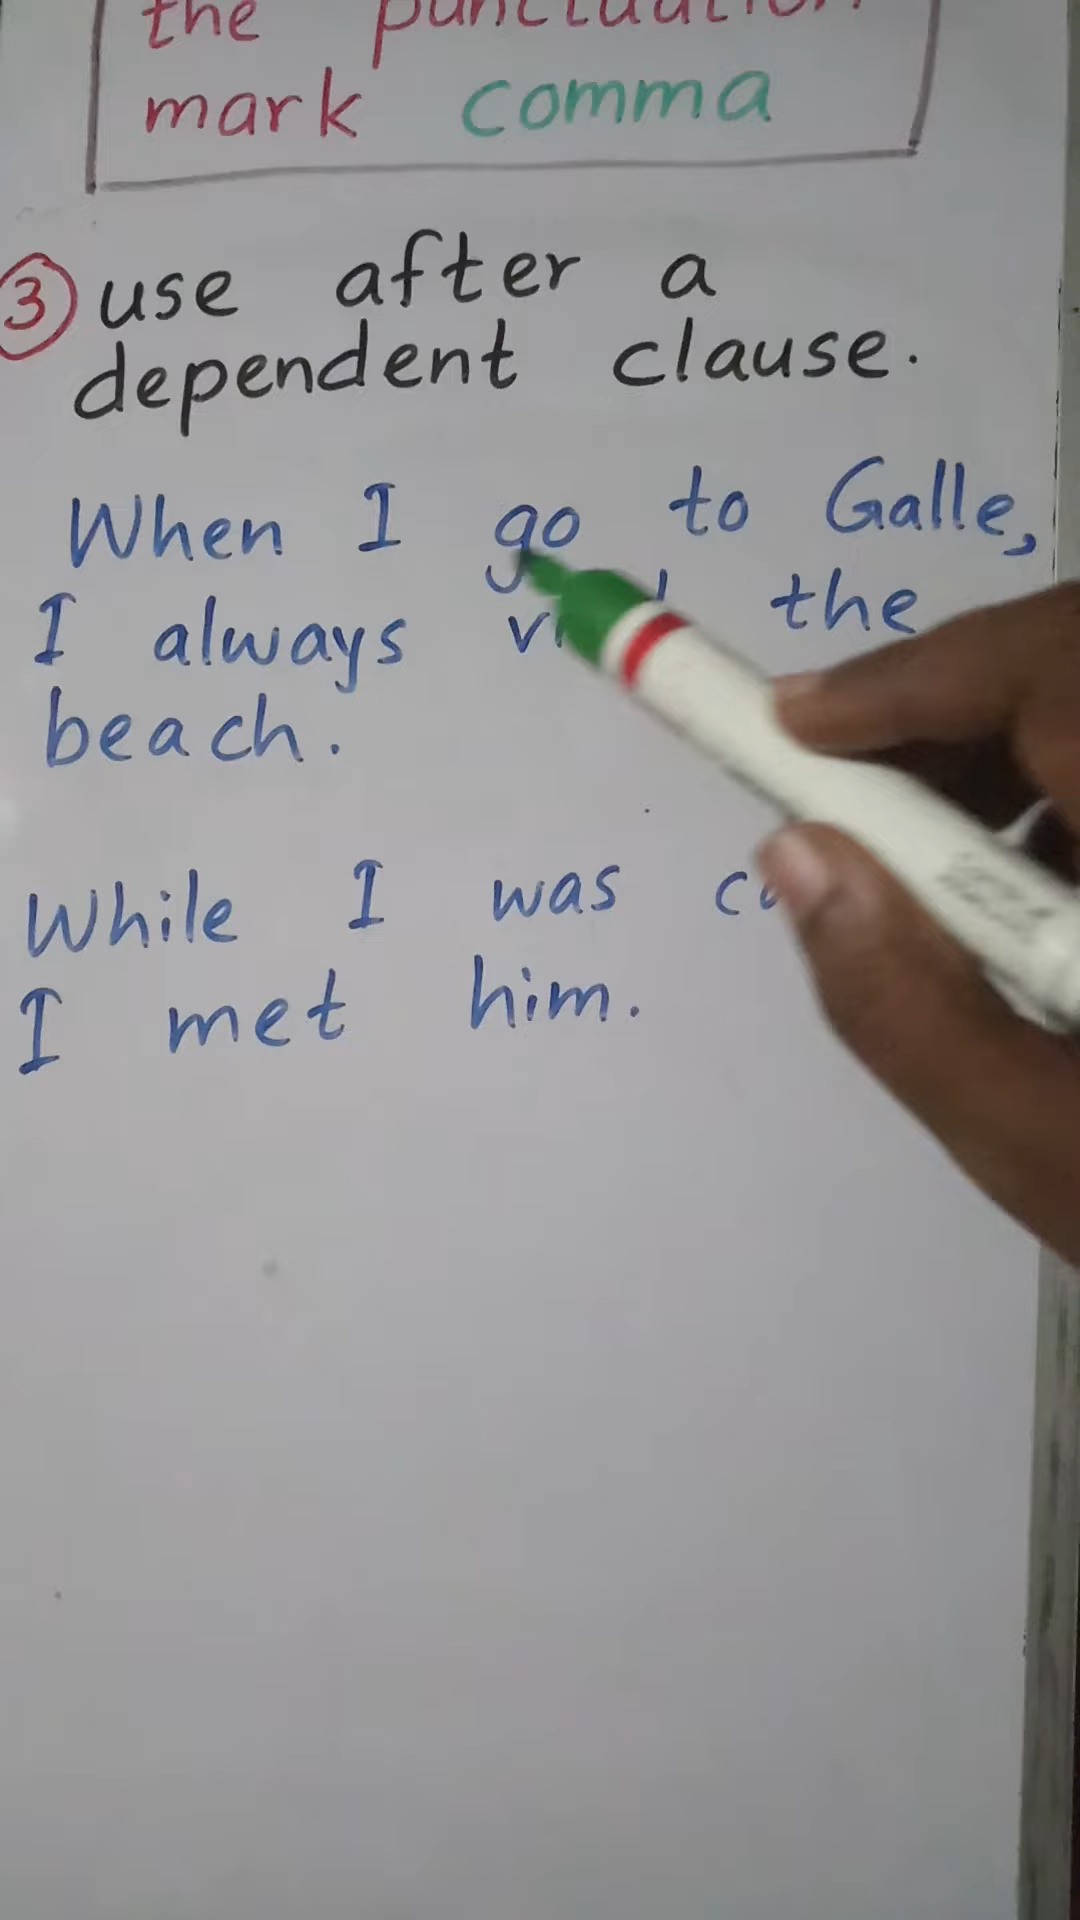 the punctuation
mark comma
3 use after a
dependent clause.
When I go to Galle,
I always the
beach.
While I was
I met him.